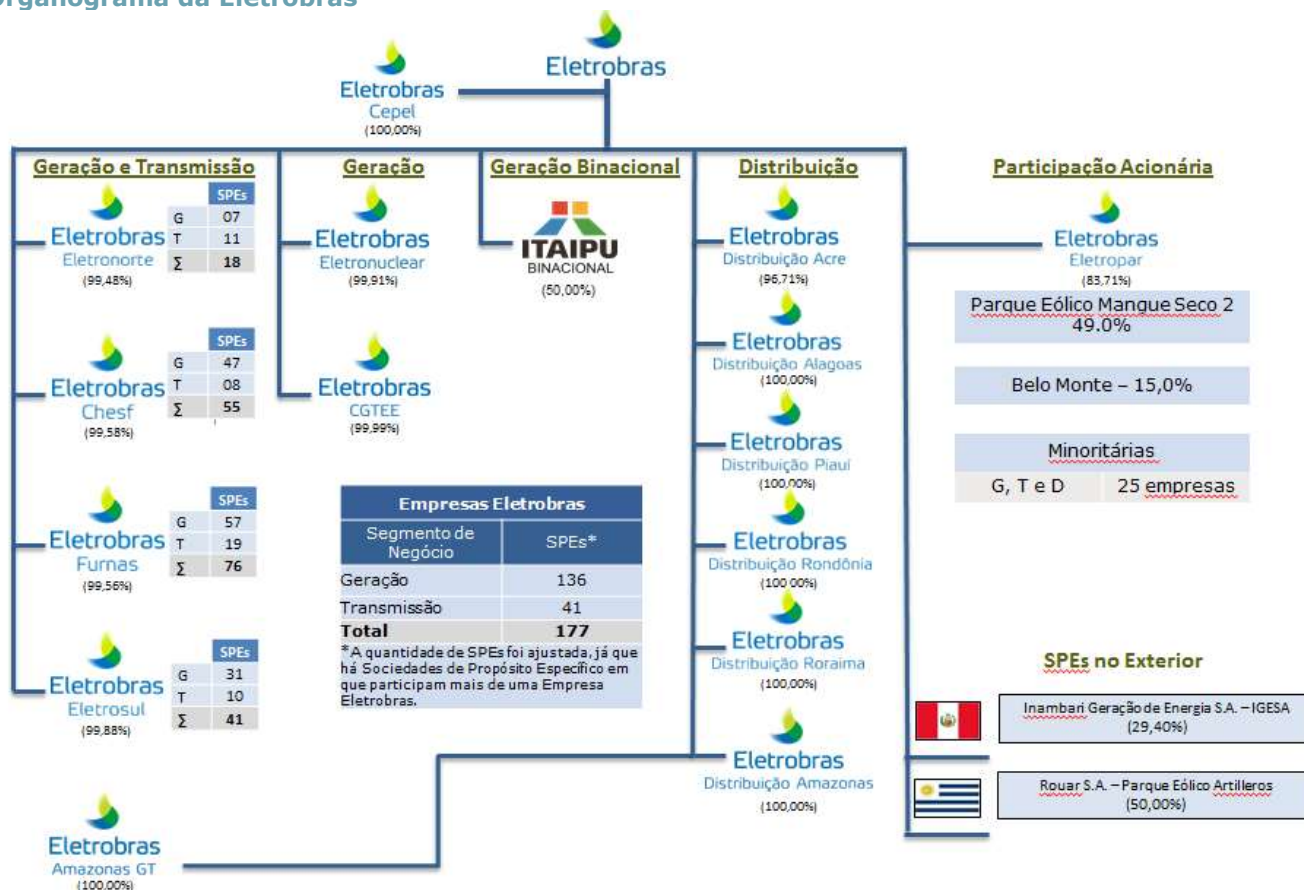 Organograma da Eletrobras
Eletrobras
Eletrobras
Cepel
(100,00%)
Geração e Transmissão
SPEs
G 07
T 11
Σ 18
Eletrobras
Eletronorte
(99,48%)
SPEs
G 47
T 08
Σ 55
Eletrobras
Chesf
(99,58%)
SPEs
G 57
T 19
Σ 76
Eletrobras
Furnas
(99,56%)
SPEs
G 31
T 10
Σ 41
Eletrobras
Eletrosul
(99,88%)
Eletrobras
Amazonas GT
(100,00%)
Geração
Eletrobras
Eletronuclear
(99,91%)
Eletrobras
CGTEE
(99,99%)
Geração Binacional
ITAIPU
BINACIONAL
(50,00%)
Empresas Eletrobras
Segmento de
Negócio
SPEs*
Geração 136
Transmissão 41
Total 177
*A quantidade de SPEs foi ajustada, já que
há Sociedades de Propósito Específico em
que participam mais de uma Empresa
Eletrobras.
Distribuição
Eletrobras
Distribuição Acre
(96,71%)
Eletrobras
Distribuição Alagoas
(100,00%)
Eletrobras
Distribuição Piauí
(100,00%)
Eletrobras
Distribuição Rondônia
(100,00%)
Eletrobras
Distribuição Roraima
(100,00%)
Eletrobras
Distribuição Amazonas
(100,00%)
Participação Acionária
Eletrobras
Eletropar
(83,71%)
Parque Eólico Mangue Seco 2
49.0%
Belo Monte – 15,0%
Minoritárias
G, T e D 25 empresas
SPEs no Exterior
Inambari Geração de Energia S.A. – IGESA
(29,40%)
Rouar S.A. – Parque Eólico Artilleros
(50,00%)